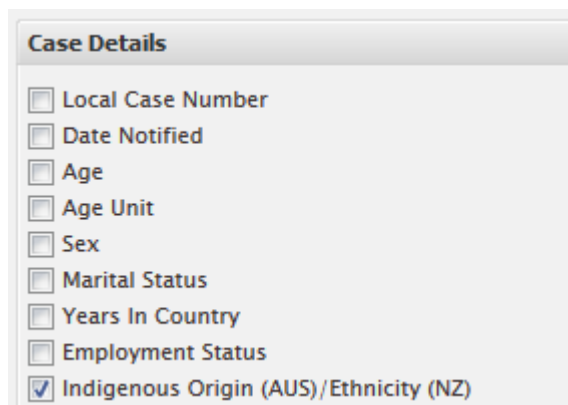 Case Details
Local Case Number
Date Notified
Age
Age Unit
Sex
Marital Status
Years In Country
Employment Status
Indigenous Origin (AUS)/Ethnicity (NZ)